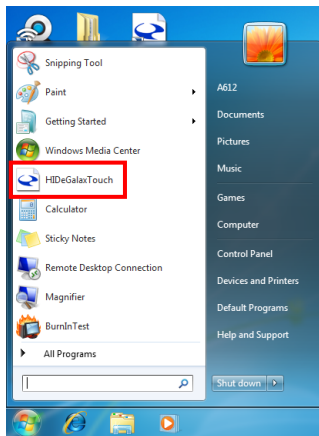 Snipping Tool
Paint
Getting Started
Windows Media Center
HIDeGalaxTouch
Calculator
Sticky Notes
Remote Desktop Connection
Magnifier
BurnInTest
All Programs
A612
Documents
Pictures
Music
Games
Computer
Control Panel
Devices and Printers
Default Programs
Help and Support
Shut down